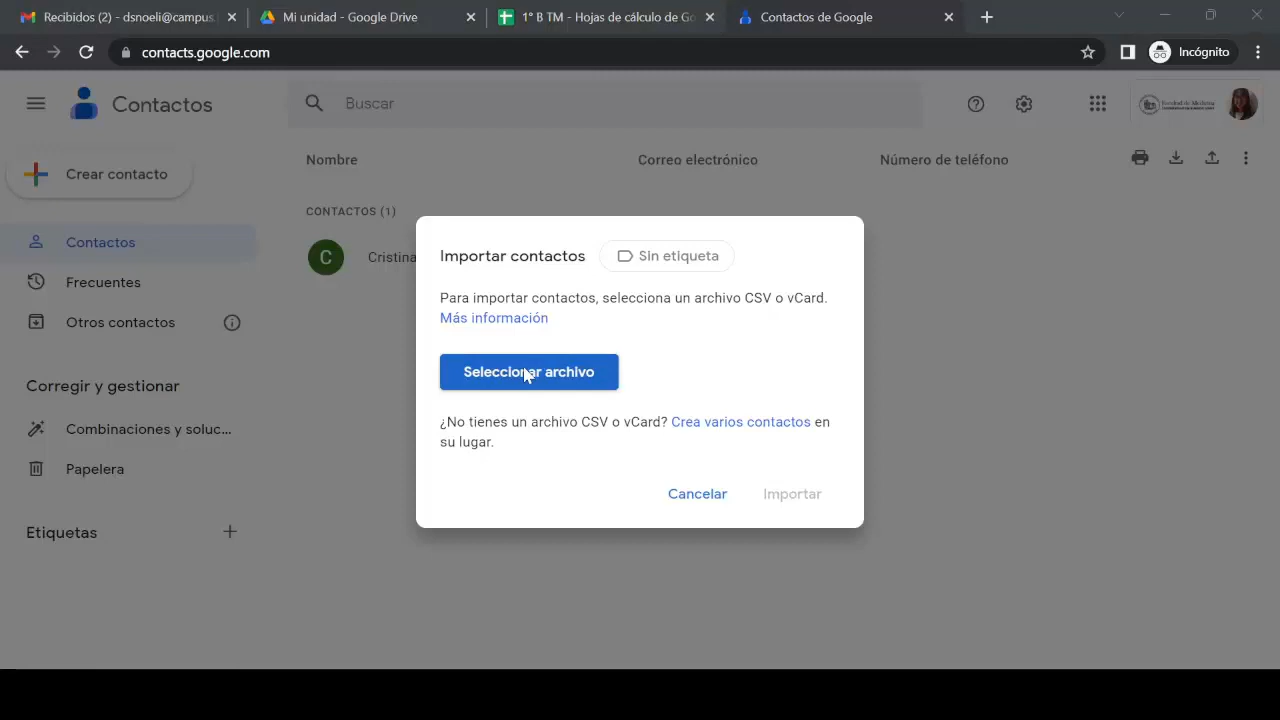 Recibidos (2) - dsnoeli@campus.
Mi unidad - Google Drive
1° B TM - Hojas de cálculo de Go
Contactos de Google
contacts.google.com
Incógnito
Contactos
Buscar
Facultad de Medicina
Crear contacto
Nombre
Correo electrónico
Número de teléfono
CONTACTOS (1)
Contactos
C
Cristina
Frecuentes
Otros contactos
Corregir y gestionar
Combinaciones y soluc...
Papelera
Etiquetas
Importar contactos
Sin etiqueta
Para importar contactos, selecciona un archivo CSV o vCard.
Más información
Seleccionar archivo
¿No tienes un archivo CSV o vCard? Crea varios contactos en
su lugar.
Cancelar
Importar